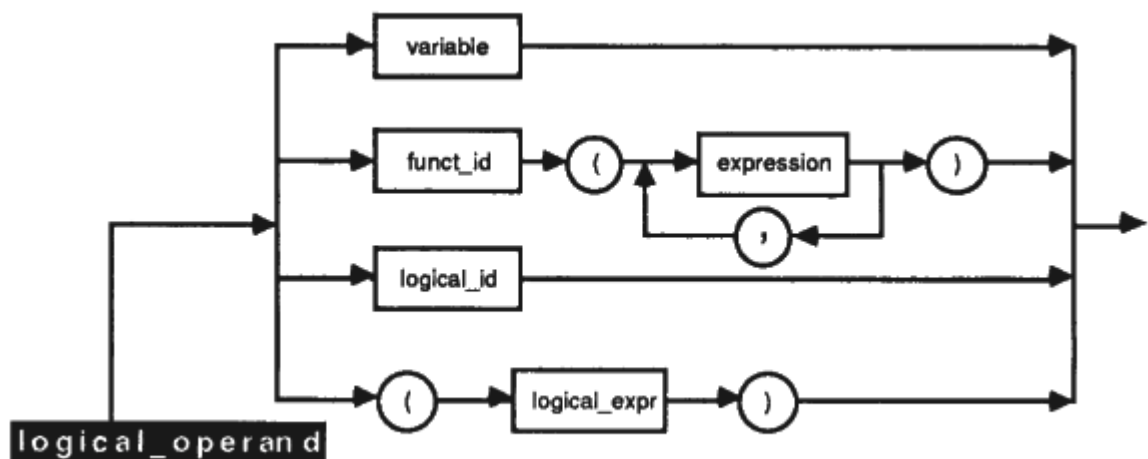 variable
funct_id ( expression )
,
logical_id
( logical_expr )
logical_operand